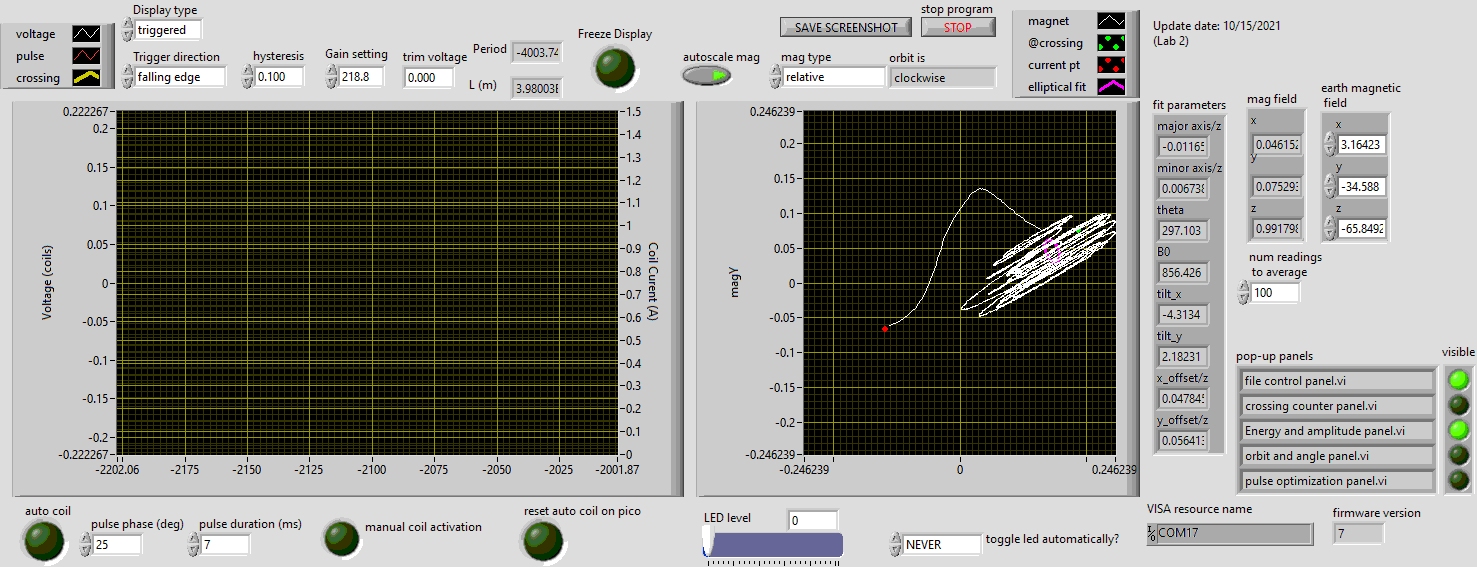 voltage
pulse
crossing
Display type
triggered
Trigger direction
falling edge
hysteresis
0.100
Gain setting
218.8
trim voltage
0.000
Period
-4003.74
L (m)
3.98003E
Freeze Display
SAVE SCREENSHOT
stop program
STOP
autoscale mag
mag type
relative
orbit is
clockwise
magnet
@crossing
current pt
elliptical fit
Update date: 10/15/2021
(Lab 2)
Voltage (coils)
0.222267
0.2
0.15
0.1
0.05
0
-0.05
-0.1
-0.15
-0.2
-0.222267
-2202.06
-2175
-2150
-2125
-2100
-2075
-2050
-2025
-2001.87
1.5
1.4
1.3
1.2
1.1
1
0.9
0.8
0.7
0.6
0.5
0.4
0.3
0.2
0.1
0
Coil Curent (A)
magY
0.246239
0.2
0.15
0.1
0.05
0
-0.05
-0.1
-0.15
-0.2
-0.246239
-0.246239
0
0.246239
fit parameters
major axis/z
-0.01165
minor axis/z
0.006738
theta
297.103
B0
856.426
tilt_x
-4.3134
tilt_y
2.18231
x_offset/z
0.04784
y_offset/z
0.05641
mag field
x
0.046152
y
0.075293
z
0.991798
earth magnetic
field
x
3.16423
y
-34.588
z
-65.8492
num readings
to average
100
pop-up panels
visible
file control panel.vi
crossing counter panel.vi
Energy and amplitude panel.vi
orbit and angle panel.vi
pulse optimization panel.vi
auto coil
pulse phase (deg)
25
pulse duration (ms)
7
manual coil activation
reset auto coil on pico
LED level
0
NEVER
toggle led automatically?
VISA resource name
COM17
firmware version
7